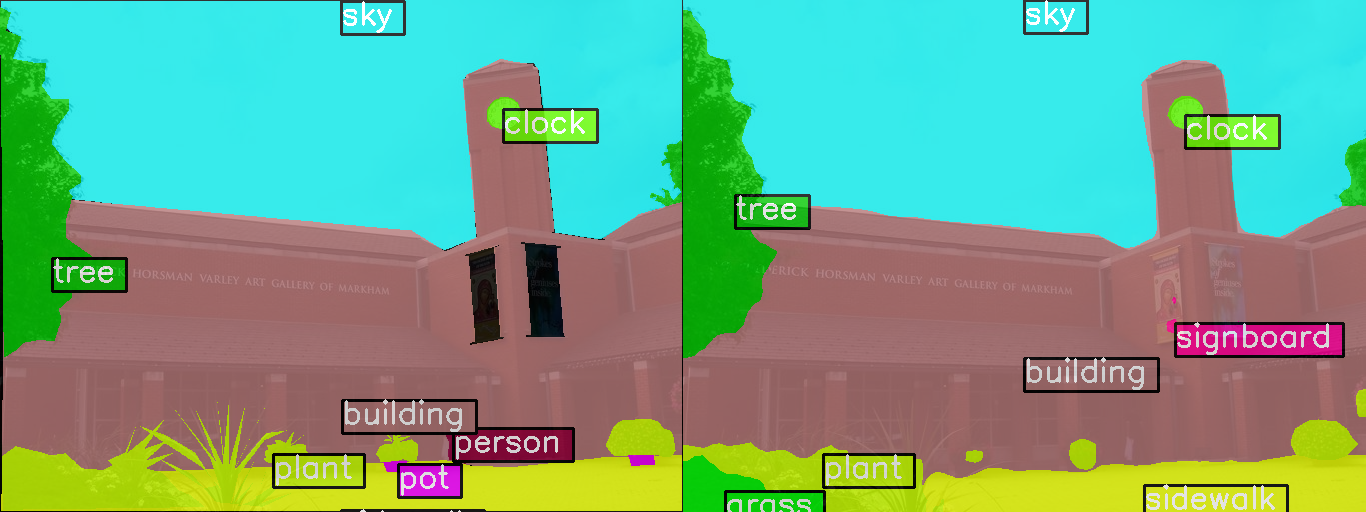 sky
clock
tree
K HORSMAN VARLEY ART GALLERY OF MARKHAM
building
person
plant
pot
sky
clock
tree
DERICK HORSMAN VARLEY ART GALLERY OF MARKHAM
signboard
building
plant
grass
sidewalk